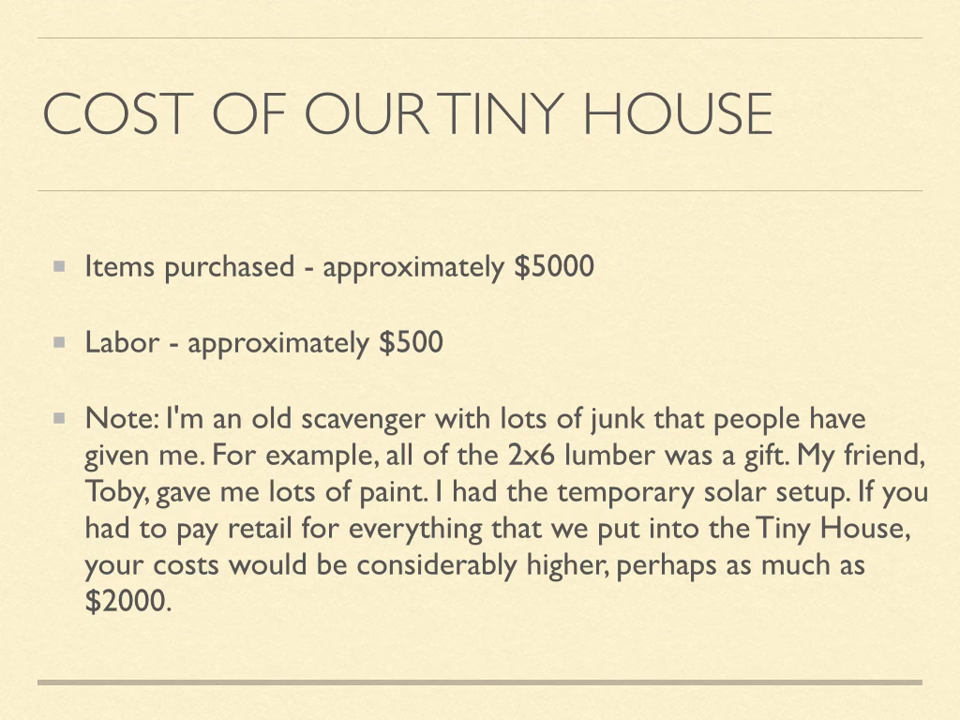 COST OF OUR TINY HOUSE
Items purchased - approximately $5000
Labor - approximately $500
Note: I'm an old scavenger with lots of junk that people have
given me. For example, all of the 2x6 lumber was a gift. My friend,
Toby, gave me lots of paint. I had the temporary solar setup. If you
had to pay retail for everything that we put into the Tiny House,
your costs would be considerably higher, perhaps as much as
$2000.